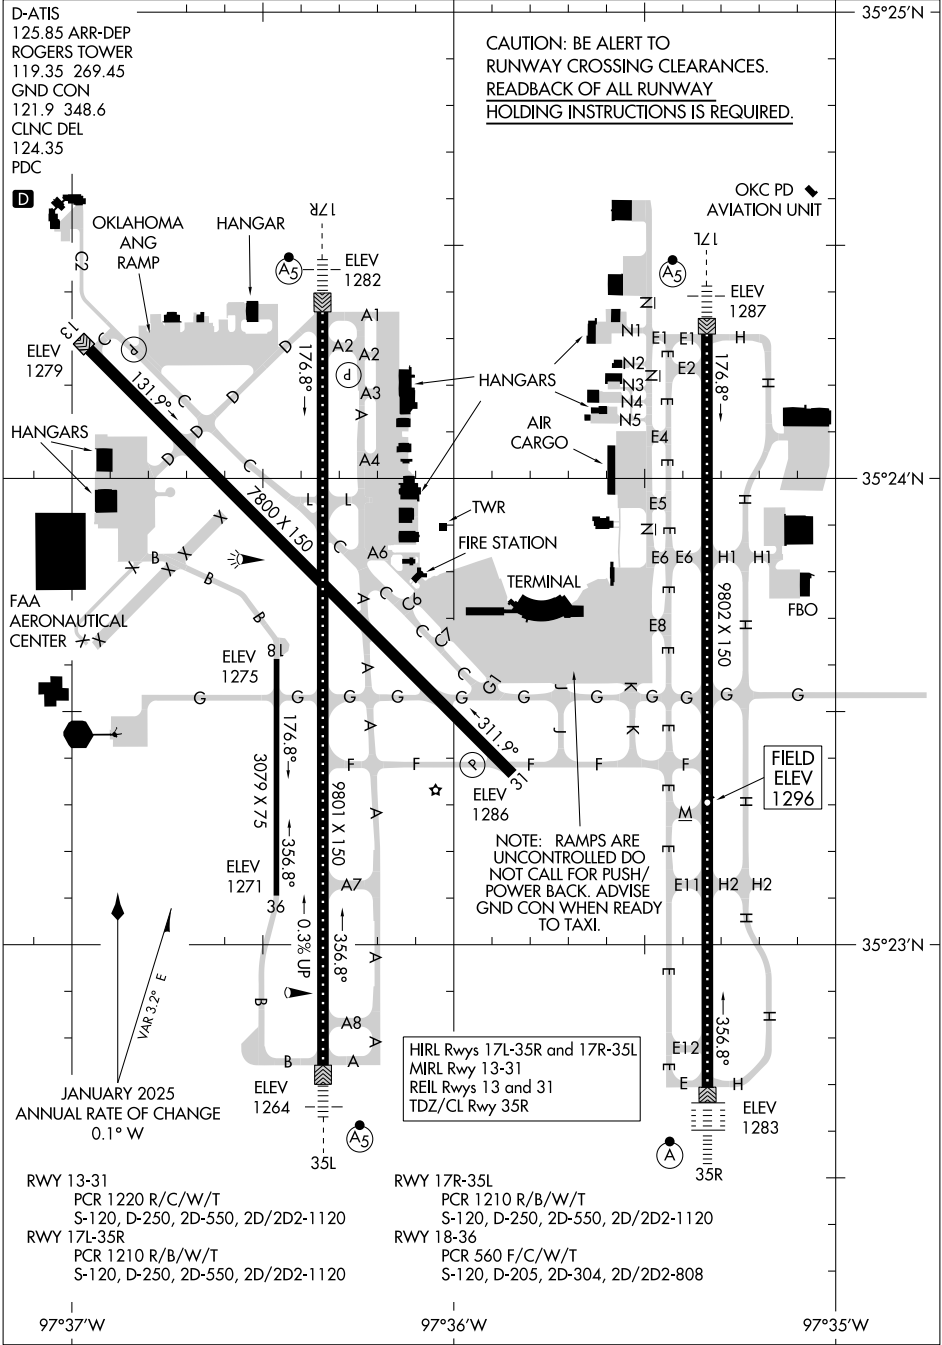 D-ATIS
125.85 ARR-DEP
ROGERS TOWER
119.35 269.45
GND CON
121.9 348.6
CLNC DEL
124.35
PDC
D
CAUTION: BE ALERT TO
RUNWAY CROSSING CLEARANCES.
READBACK OF ALL RUNWAY
HOLDING INSTRUCTIONS IS REQUIRED.
35°25'N
OKC PD
AVIATION UNIT
OKLAHOMA
ANG
RAMP
HANGAR
17R
A5
ELEV
1282
17L
A5
ELEV
1287
C2
13
C
P
ELEV
1279
131.9°
C
D
D
D
D
C
176.8°
A1
A2
A2
P
A3
A
A4
HANGARS
N
N1
N2
N
N3
N4
N5
AIR
CARGO
E1
E1
H
E
E2
E
176.8°
H
E4
E
HANGARS
35°24'N
7800 X 150
L
L
C
A6
TWR
FIRE STATION
TERMINAL
N
E5
E
E6
E6
H1
H1
H
FBO
E
E8
9802 X 150
H
X
X
X
X
X
X
B
B
B
FAA
AERONAUTICAL
CENTER
18
ELEV
1275
A
C
C6
C
C7
C
G1
A
G
G
G
G
G
G
J
G
K
G
G
G
G
176.8°
3079 X 75
356.8°
9801 X 150
A
F
F
P
311.9°
31
F
J
F
K
F
E
ELEV
1286
FIELD
ELEV
1296
E
M
H
A
E
NOTE: RAMPS ARE
UNCONTROLLED DO
NOT CALL FOR PUSH/
POWER BACK. ADVISE
GND CON WHEN READY
TO TAXI.
ELEV
1271
36
A7
E11
H2
H2
H
0.3% UP
356.8°
A
35°23'N
VAR 3.2° E
B
A8
A
E
H
356.8°
E12
E
B
A
E
H
JANUARY 2025
ANNUAL RATE OF CHANGE
0.1° W
ELEV
1264
A5
35L
HIRL Rwys 17L-35R and 17R-35L
MIRL Rwy 13-31
REIL Rwys 13 and 31
TDZ/CL Rwy 35R
ELEV
1283
A
35R
RWY 13-31
PCR 1220 R/C/W/T
S-120, D-250, 2D-550, 2D/2D2-1120
RWY 17L-35R
PCR 1210 R/B/W/T
S-120, D-250, 2D-550, 2D/2D2-1120
RWY 17R-35L
PCR 1210 R/B/W/T
S-120, D-250, 2D-550, 2D/2D2-1120
RWY 18-36
PCR 560 F/C/W/T
S-120, D-205, 2D-304, 2D/2D2-808
97°37'W
97°36'W
97°35'W